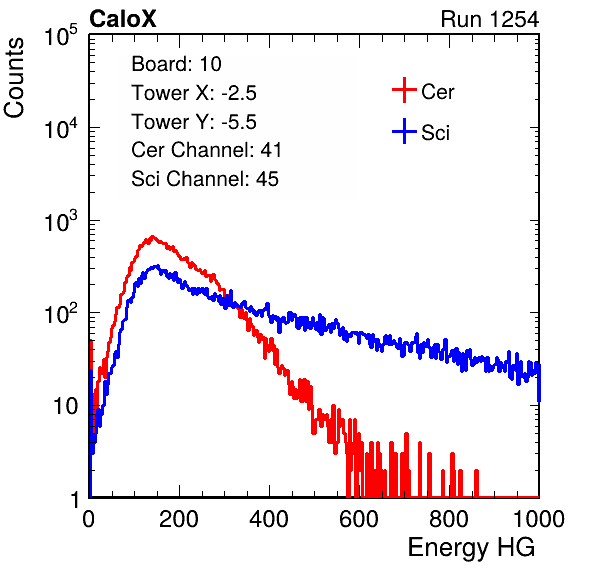 CaloX Run 1254
Counts
10^5
10^4
10^3
10^2
10
1
Board: 10
Tower X: -2.5
Tower Y: -5.5
Cer Channel: 41
Sci Channel: 45
Cer
Sci
0 200 400 600 800 1000
Energy HG